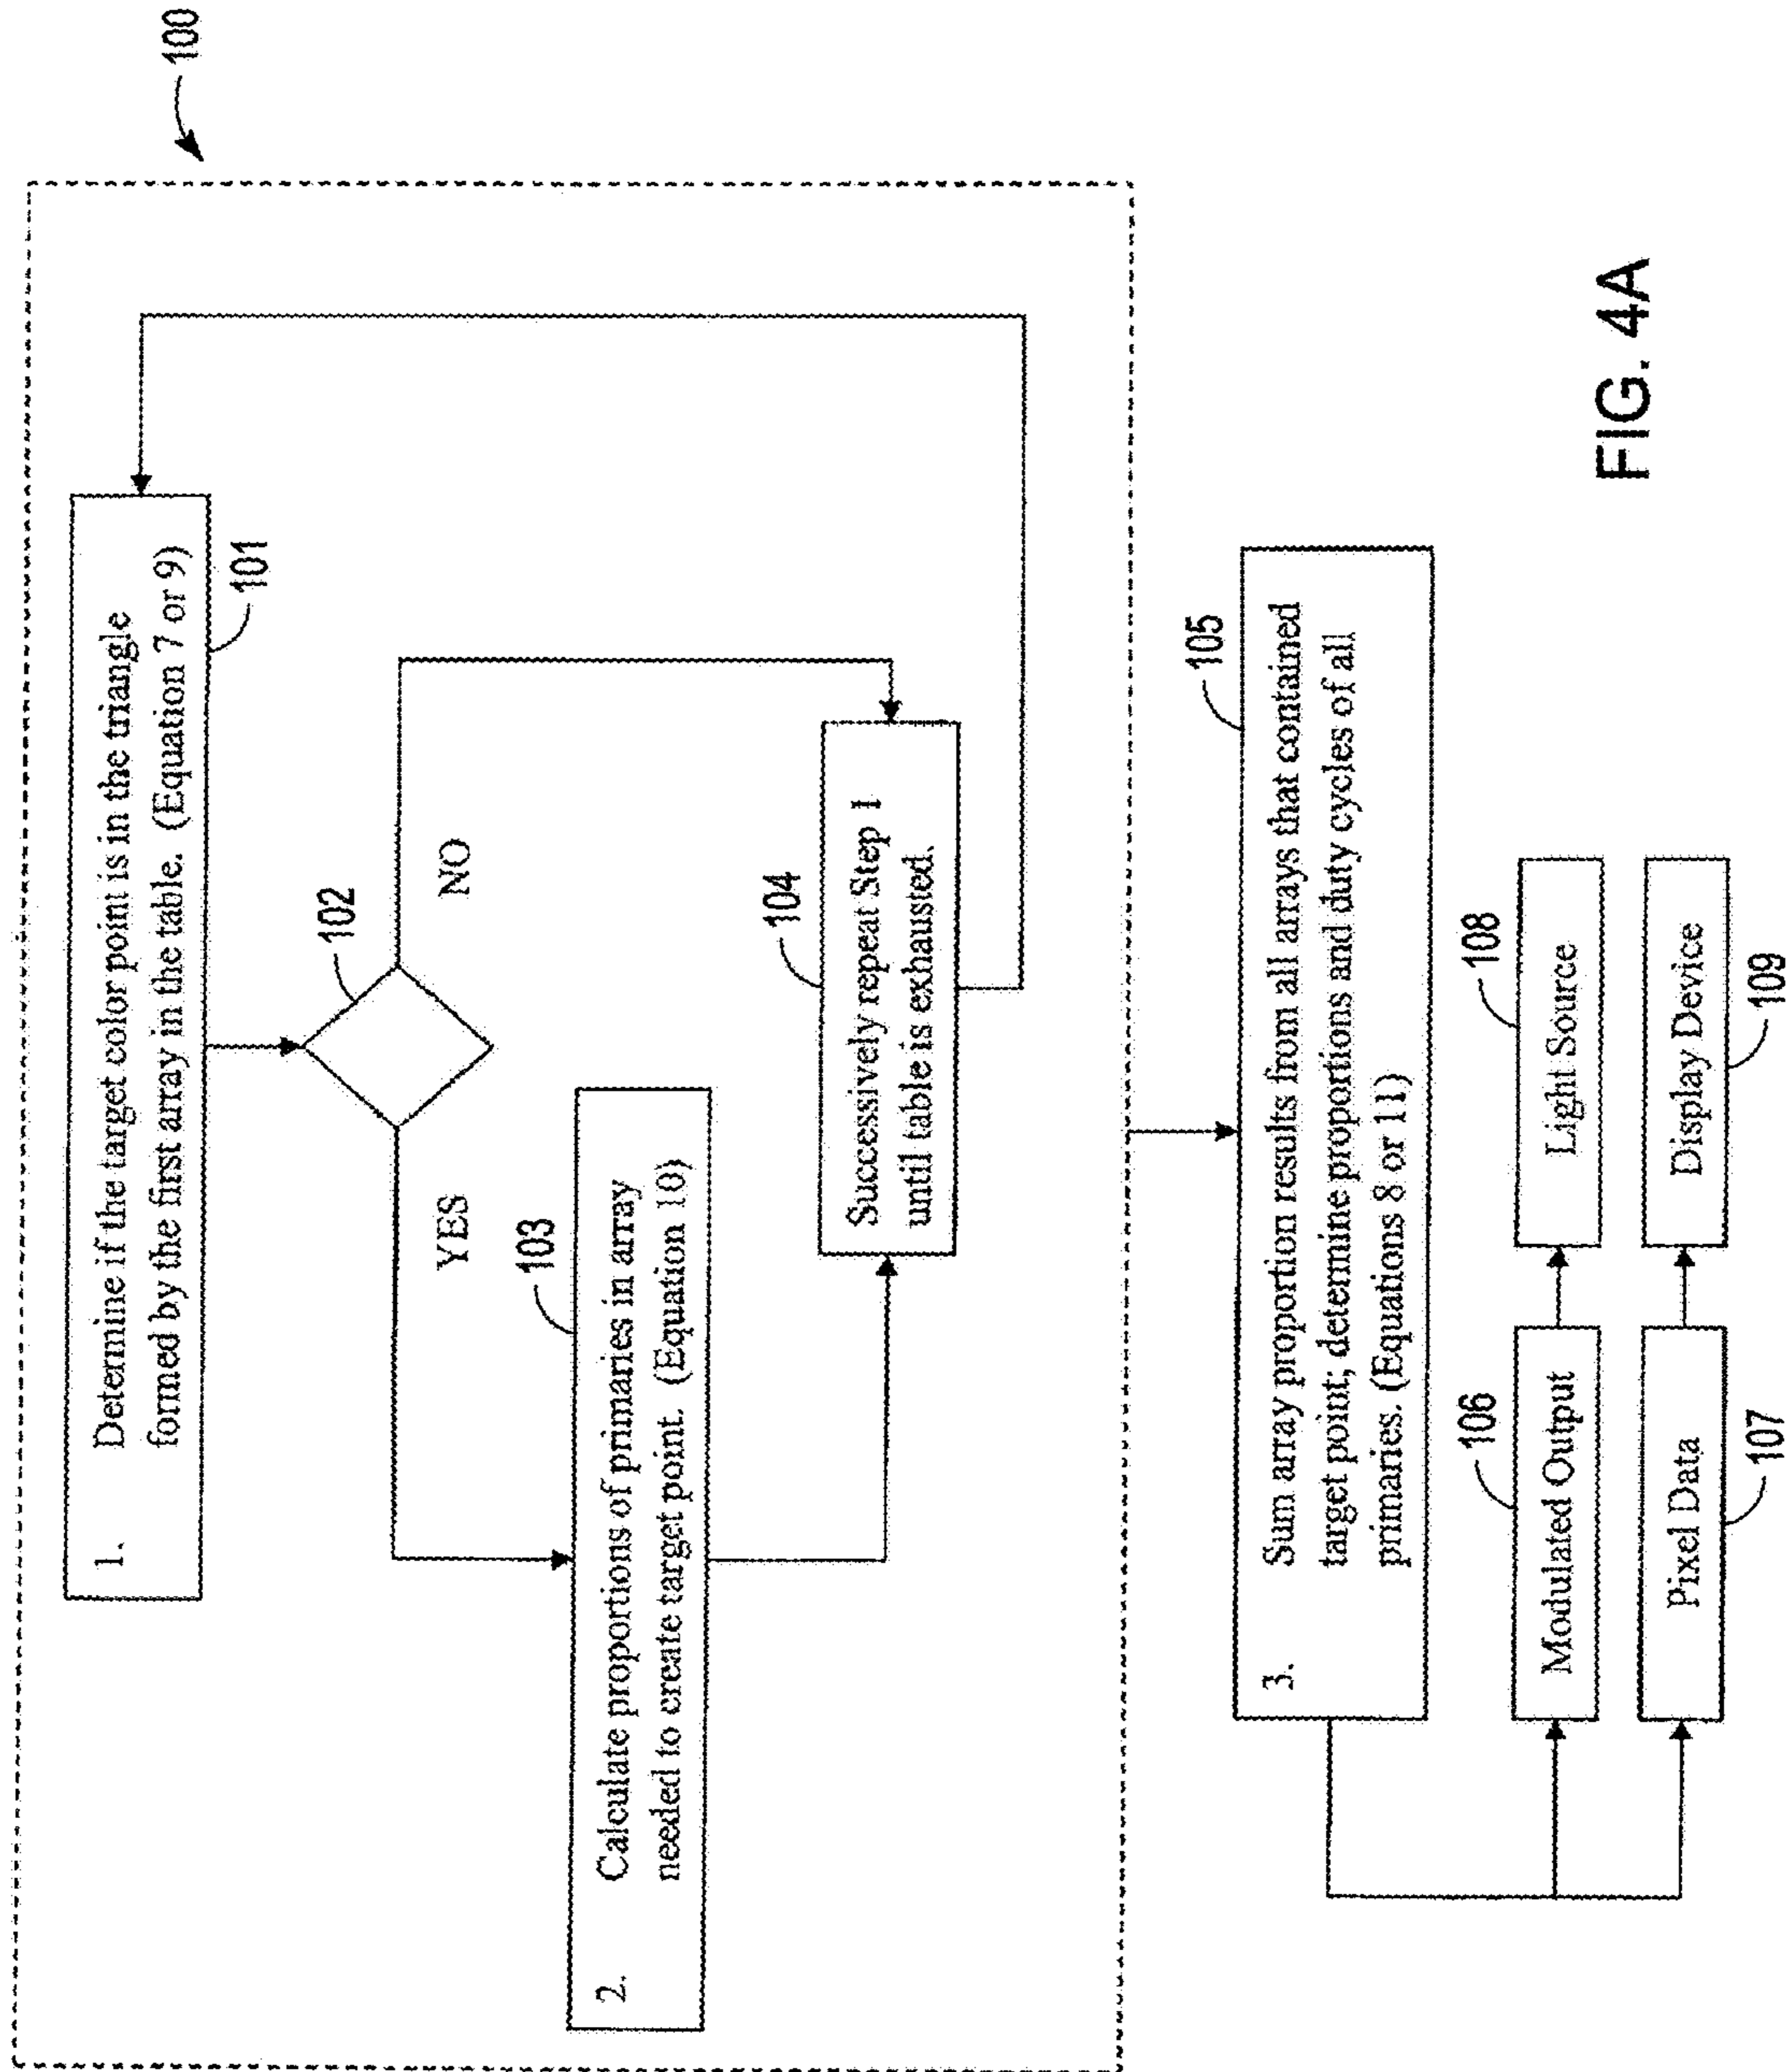 100
1. Determine if the target color point is in the triangle
formed by the first array in the table. (Equation 7 or 9)
101
102
YES
NO
103
2. Calculate proportions of primaries in array
needed to create target point. (Equation 10)
104
Successively repeat Step 1
until table is exhausted.
105
3. Sum array proportion results from all arrays that contained
target point; determine proportions and duty cycles of all
primaries. (Equations 8 or 11)
106
Modulated Output
108
Light Source
Pixel Data
107
Display Device
109
FIG. 4A